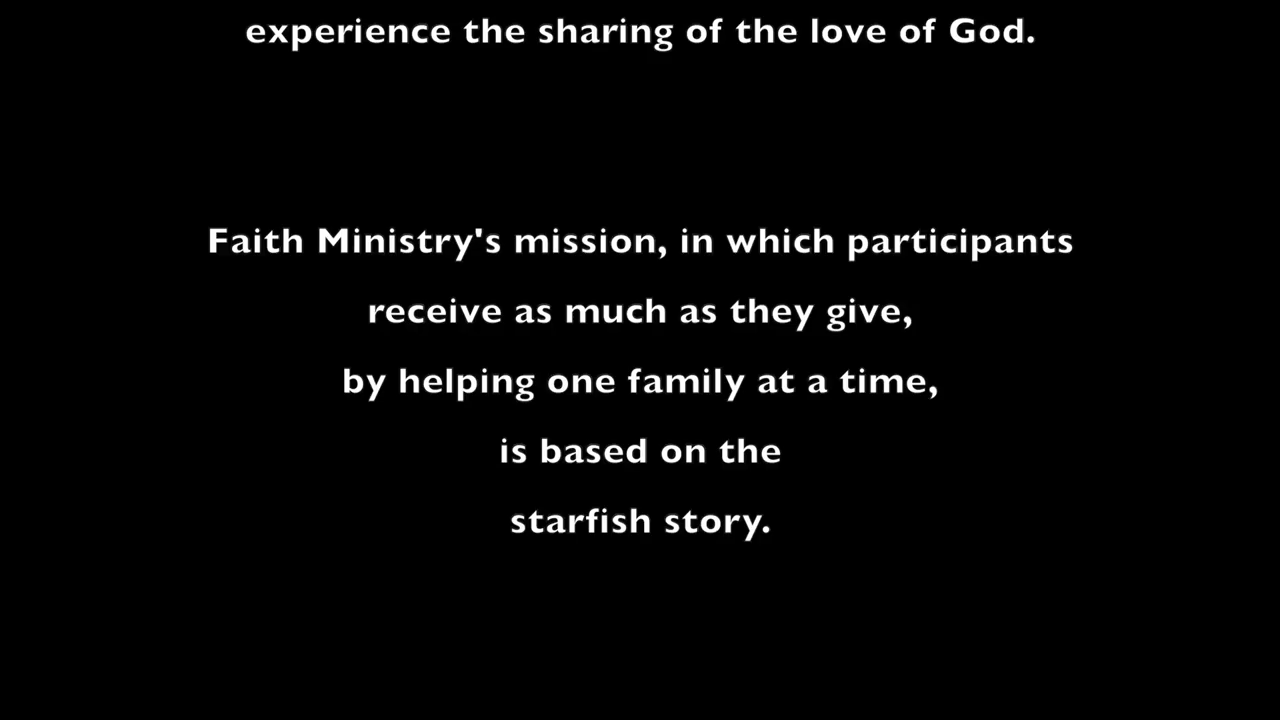 experience the sharing of the love of God.
Faith Ministry's mission, in which participants
receive as much as they give,
by helping one family at a time,
is based on the
starfish story.